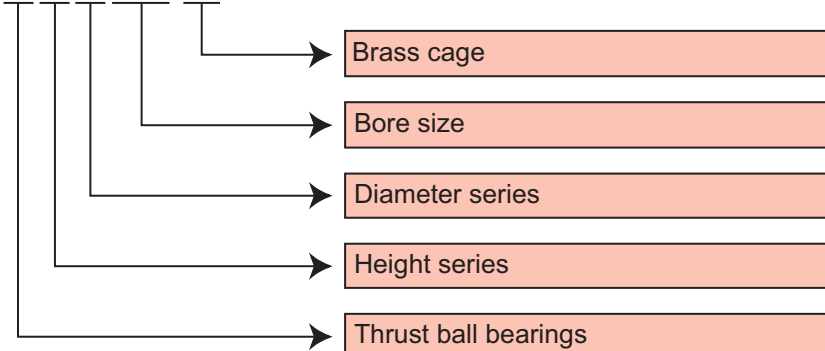 Brass cage
Bore size
Diameter series
Height series
Thrust ball bearings